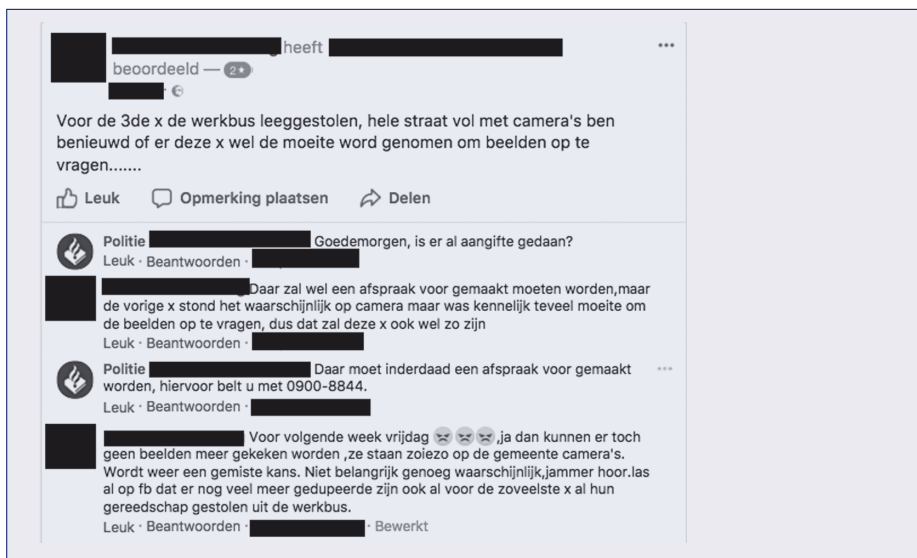 heeft
beoordeeld — 2★
Voor de 3de x de werkbus leeggestolen, hele straat vol met camera's ben
benieuwd of er deze x wel de moeite word genomen om beelden op te
vragen.......
Leuk Opmerking plaatsen Delen
Politie Goedemorgen, is er al aangifte gedaan?
Leuk · Beantwoorden ·
Daar zal wel een afspraak voor gemaakt moeten worden,maar
de vorige x stond het waarschijnlijk op camera maar was kennelijk teveel moeite om
de beelden op te vragen, dus dat zal deze x ook wel zo zijn
Leuk · Beantwoorden ·
Politie Daar moet inderdaad een afspraak voor gemaakt
worden, hiervoor belt u met 0900-8844.
Leuk · Beantwoorden ·
Voor volgende week vrijdag 😠 😠 😠 ,ja dan kunnen er toch
geen beelden meer gekeken worden ,ze staan zoiezo op de gemeente camera's.
Wordt weer een gemiste kans. Niet belangrijk genoeg waarschijnlijk,jammer hoor.las
al op fb dat er nog veel meer gedupeerde zijn ook al voor de zoveelste x al hun
gereedschap gestolen uit de werkbus.
Leuk · Beantwoorden · · Bewerkt